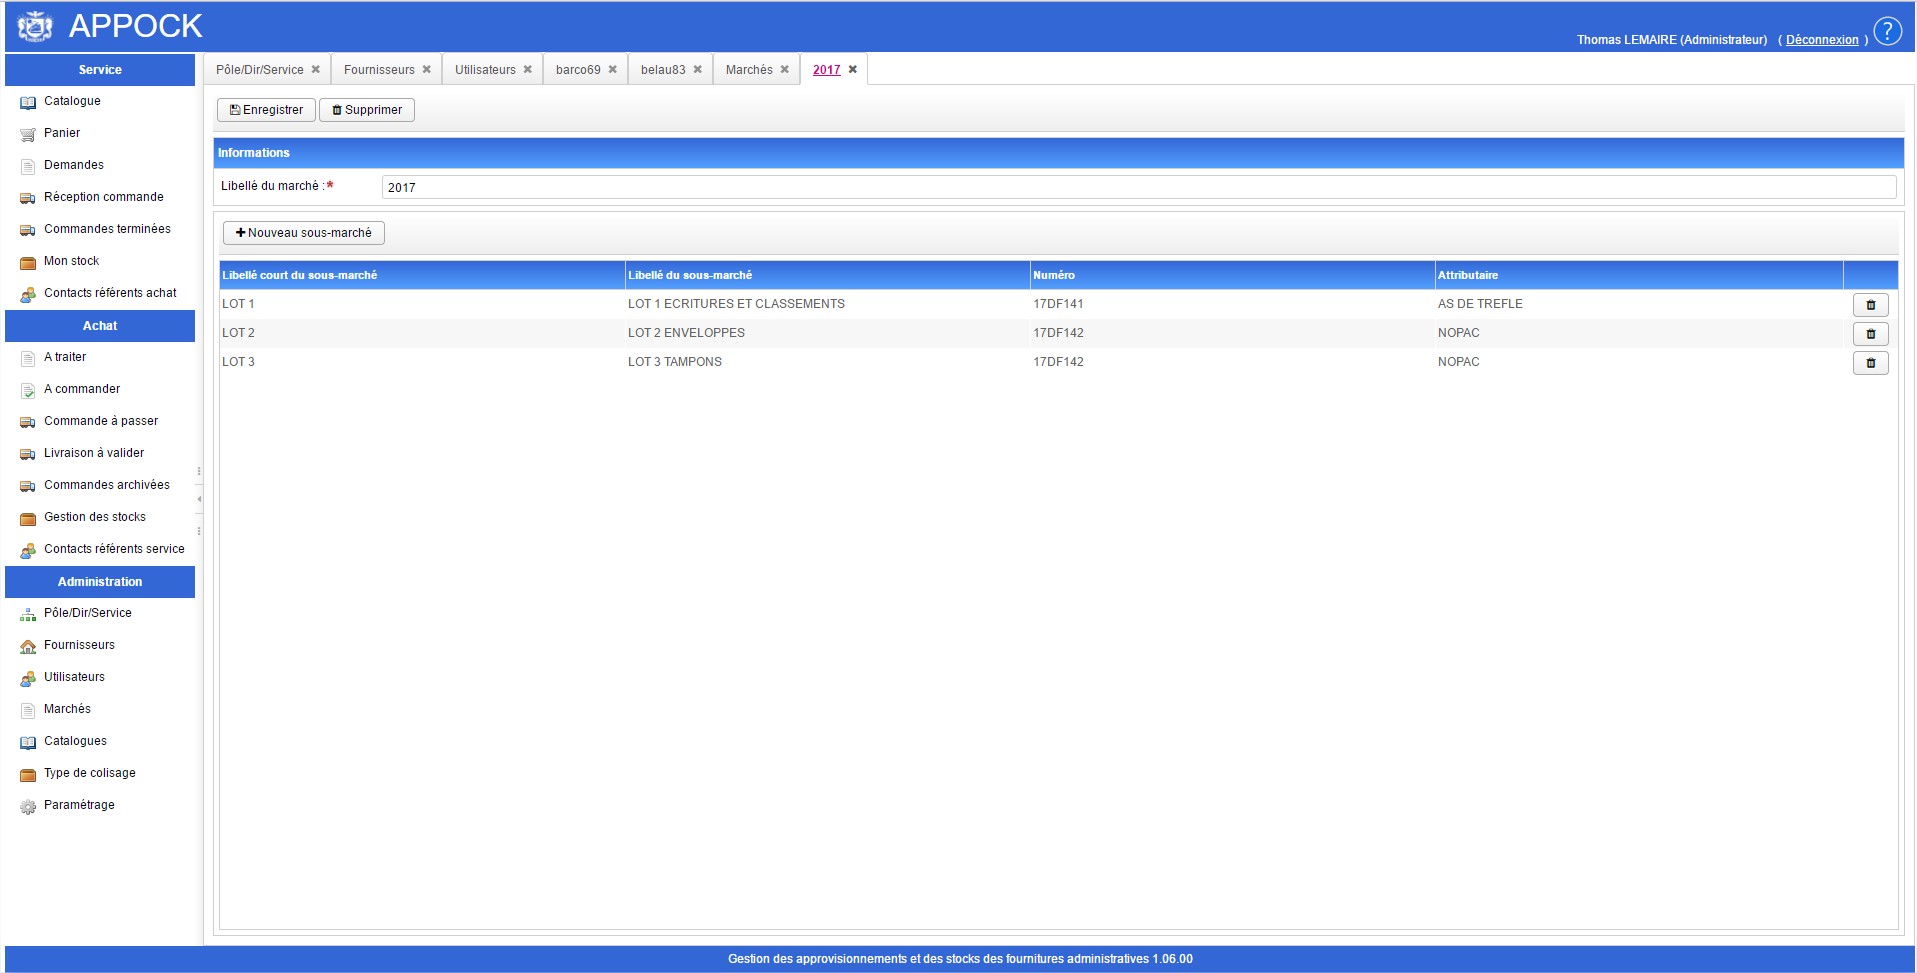 APPOCK
Thomas LEMAIRE (Administrateur) ( Déconnexion ) ?
Service
Catalogue
Panier
Demandes
Réception commande
Commandes terminées
Mon stock
Contacts référents achat
Achat
A traiter
A commander
Commande à passer
Livraison à valider
Commandes archivées
Gestion des stocks
Contacts référents service
Administration
Pôle/Dir/Service
Fournisseurs
Utilisateurs
Marchés
Catalogues
Type de colisage
Paramétrage
Pôle/Dir/Service Fournisseurs Utilisateurs barco69 belau83 Marchés 2017
Enregistrer Supprimer
Informations
Libellé du marché :* 2017
Nouveau sous-marché
Libellé court du sous-marché Libellé du sous-marché Numéro Attributaire
LOT 1 LOT 1 ECRITURES ET CLASSEMENTS 17DF141 AS DE TREFLE
LOT 2 LOT 2 ENVELOPPES 17DF142 NOPAC
LOT 3 LOT 3 TAMPONS 17DF142 NOPAC
Gestion des approvisionnements et des stocks des fournitures administratives 1.06.00